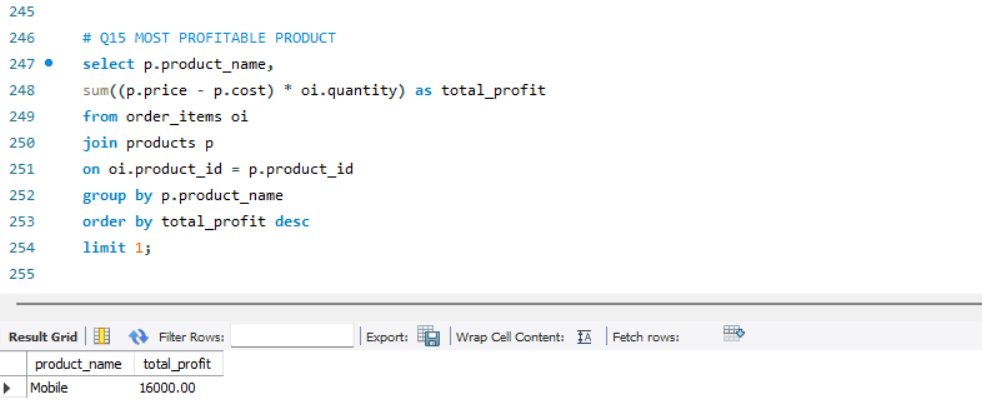 245
246 # Q15 MOST PROFITABLE PRODUCT
247 select p.product_name,
248 sum((p.price - p.cost) * oi.quantity) as total_profit
249 from order_items oi
250 join products p
251 on oi.product_id = p.product_id
252 group by p.product_name
253 order by total_profit desc
254 limit 1;
255
Result Grid Filter Rows: Export: Wrap Cell Content: IA Fetch rows:
product_name total_profit
Mobile 16000.00